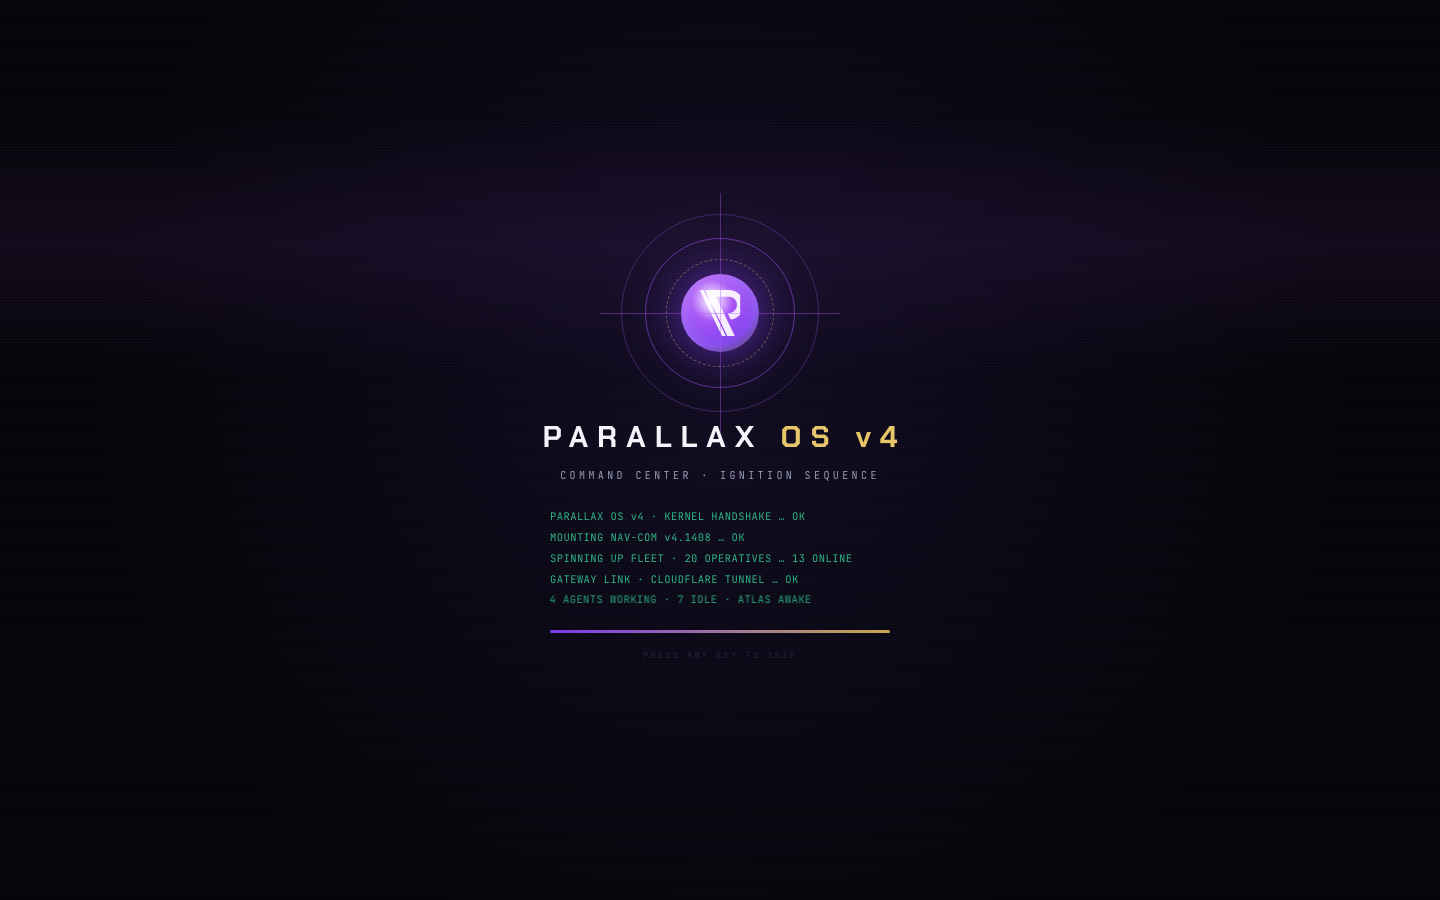 PARALLAX OS v4
COMMAND CENTER · IGNITION SEQUENCE
PARALLAX OS v4 · KERNEL HANDSHAKE … OK
MOUNTING NAV-COM v4.1408 … OK
SPINNING UP FLEET · 20 OPERATIVES … 13 ONLINE
GATEWAY LINK · CLOUDFLARE TUNNEL … OK
4 AGENTS WORKING · 7 IDLE · ATLAS AWAKE
PRESS ANY KEY TO SKIP